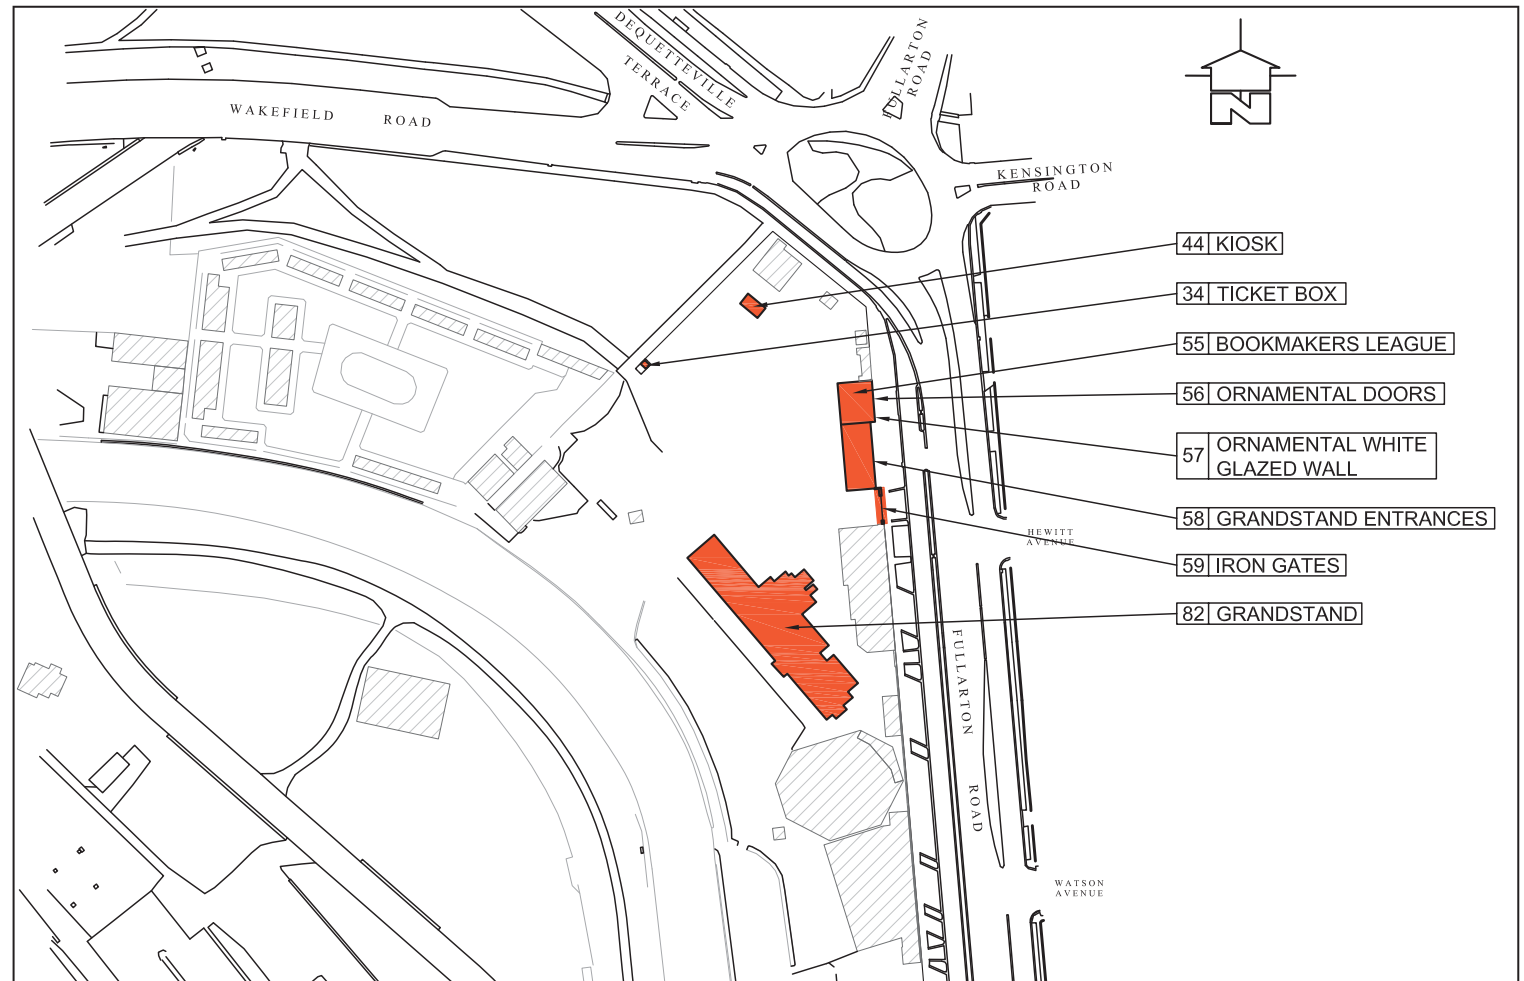 DEQUETTEVILLE
TERRACE
FULLARTON
ROAD
WAKEFIELD ROAD
N
KENSINGTON
ROAD
44 KIOSK
34 TICKET BOX
55 BOOKMAKERS LEAGUE
56 ORNAMENTAL DOORS
57 ORNAMENTAL WHITE
GLAZED WALL
58 GRANDSTAND ENTRANCES
HEWITT
AVENUE
59 IRON GATES
82 GRANDSTAND
FULLARTON ROAD
WATSON
AVENUE